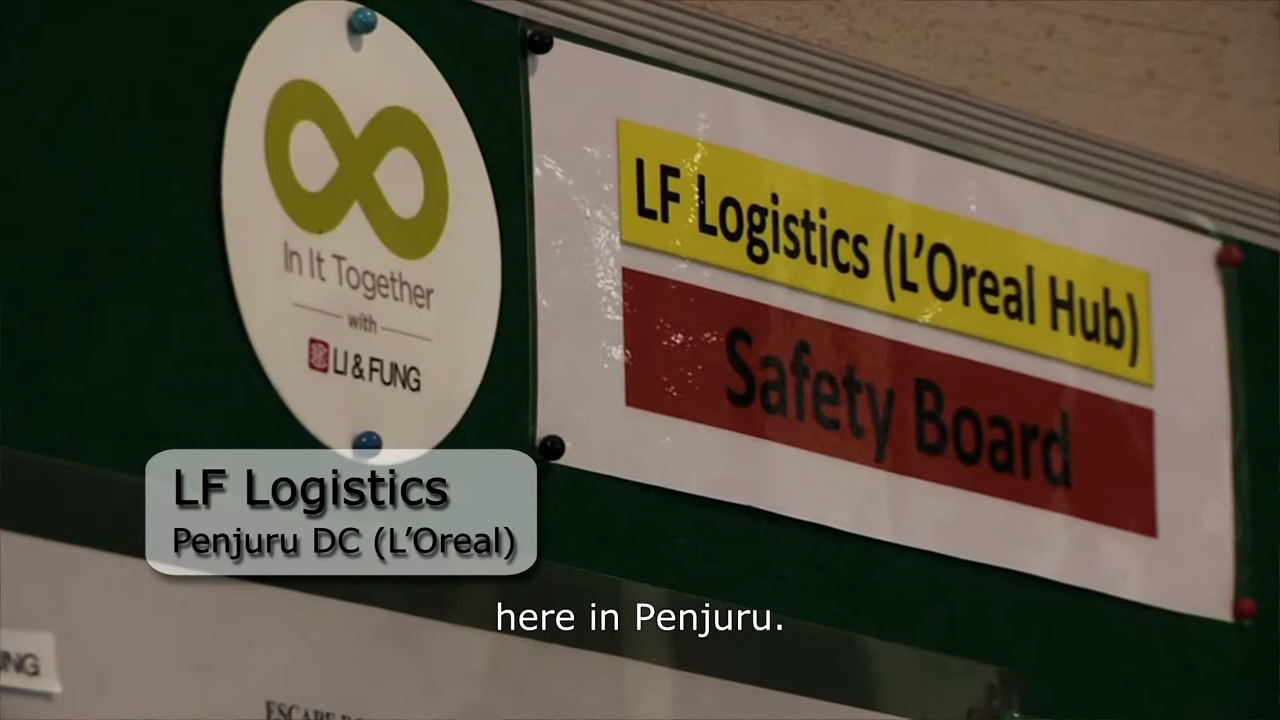 In It Together
with
LI & FUNG
LF Logistics (L'Oreal Hub)
Safety Board
LF Logistics
Penjuru DC (L'Oreal)
here in Penjuru.
ESCAPE